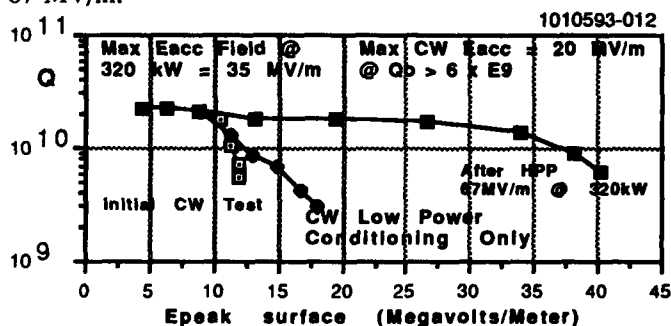 67 MV/m.
1010593-012
10 11
Max Eacc Field @ Max CW Eacc = 20 MV/m
Q 320 kW = 35 MV/m @ Qb > 6 x E9
10 10
After HPP
67MV/m @ 320kW
Initial CW Test
CW Low Power
Conditioning Only
10 9
0 5 10 15 20 25 30 35 40 45
Epeak surface (Megavolts/Meter)